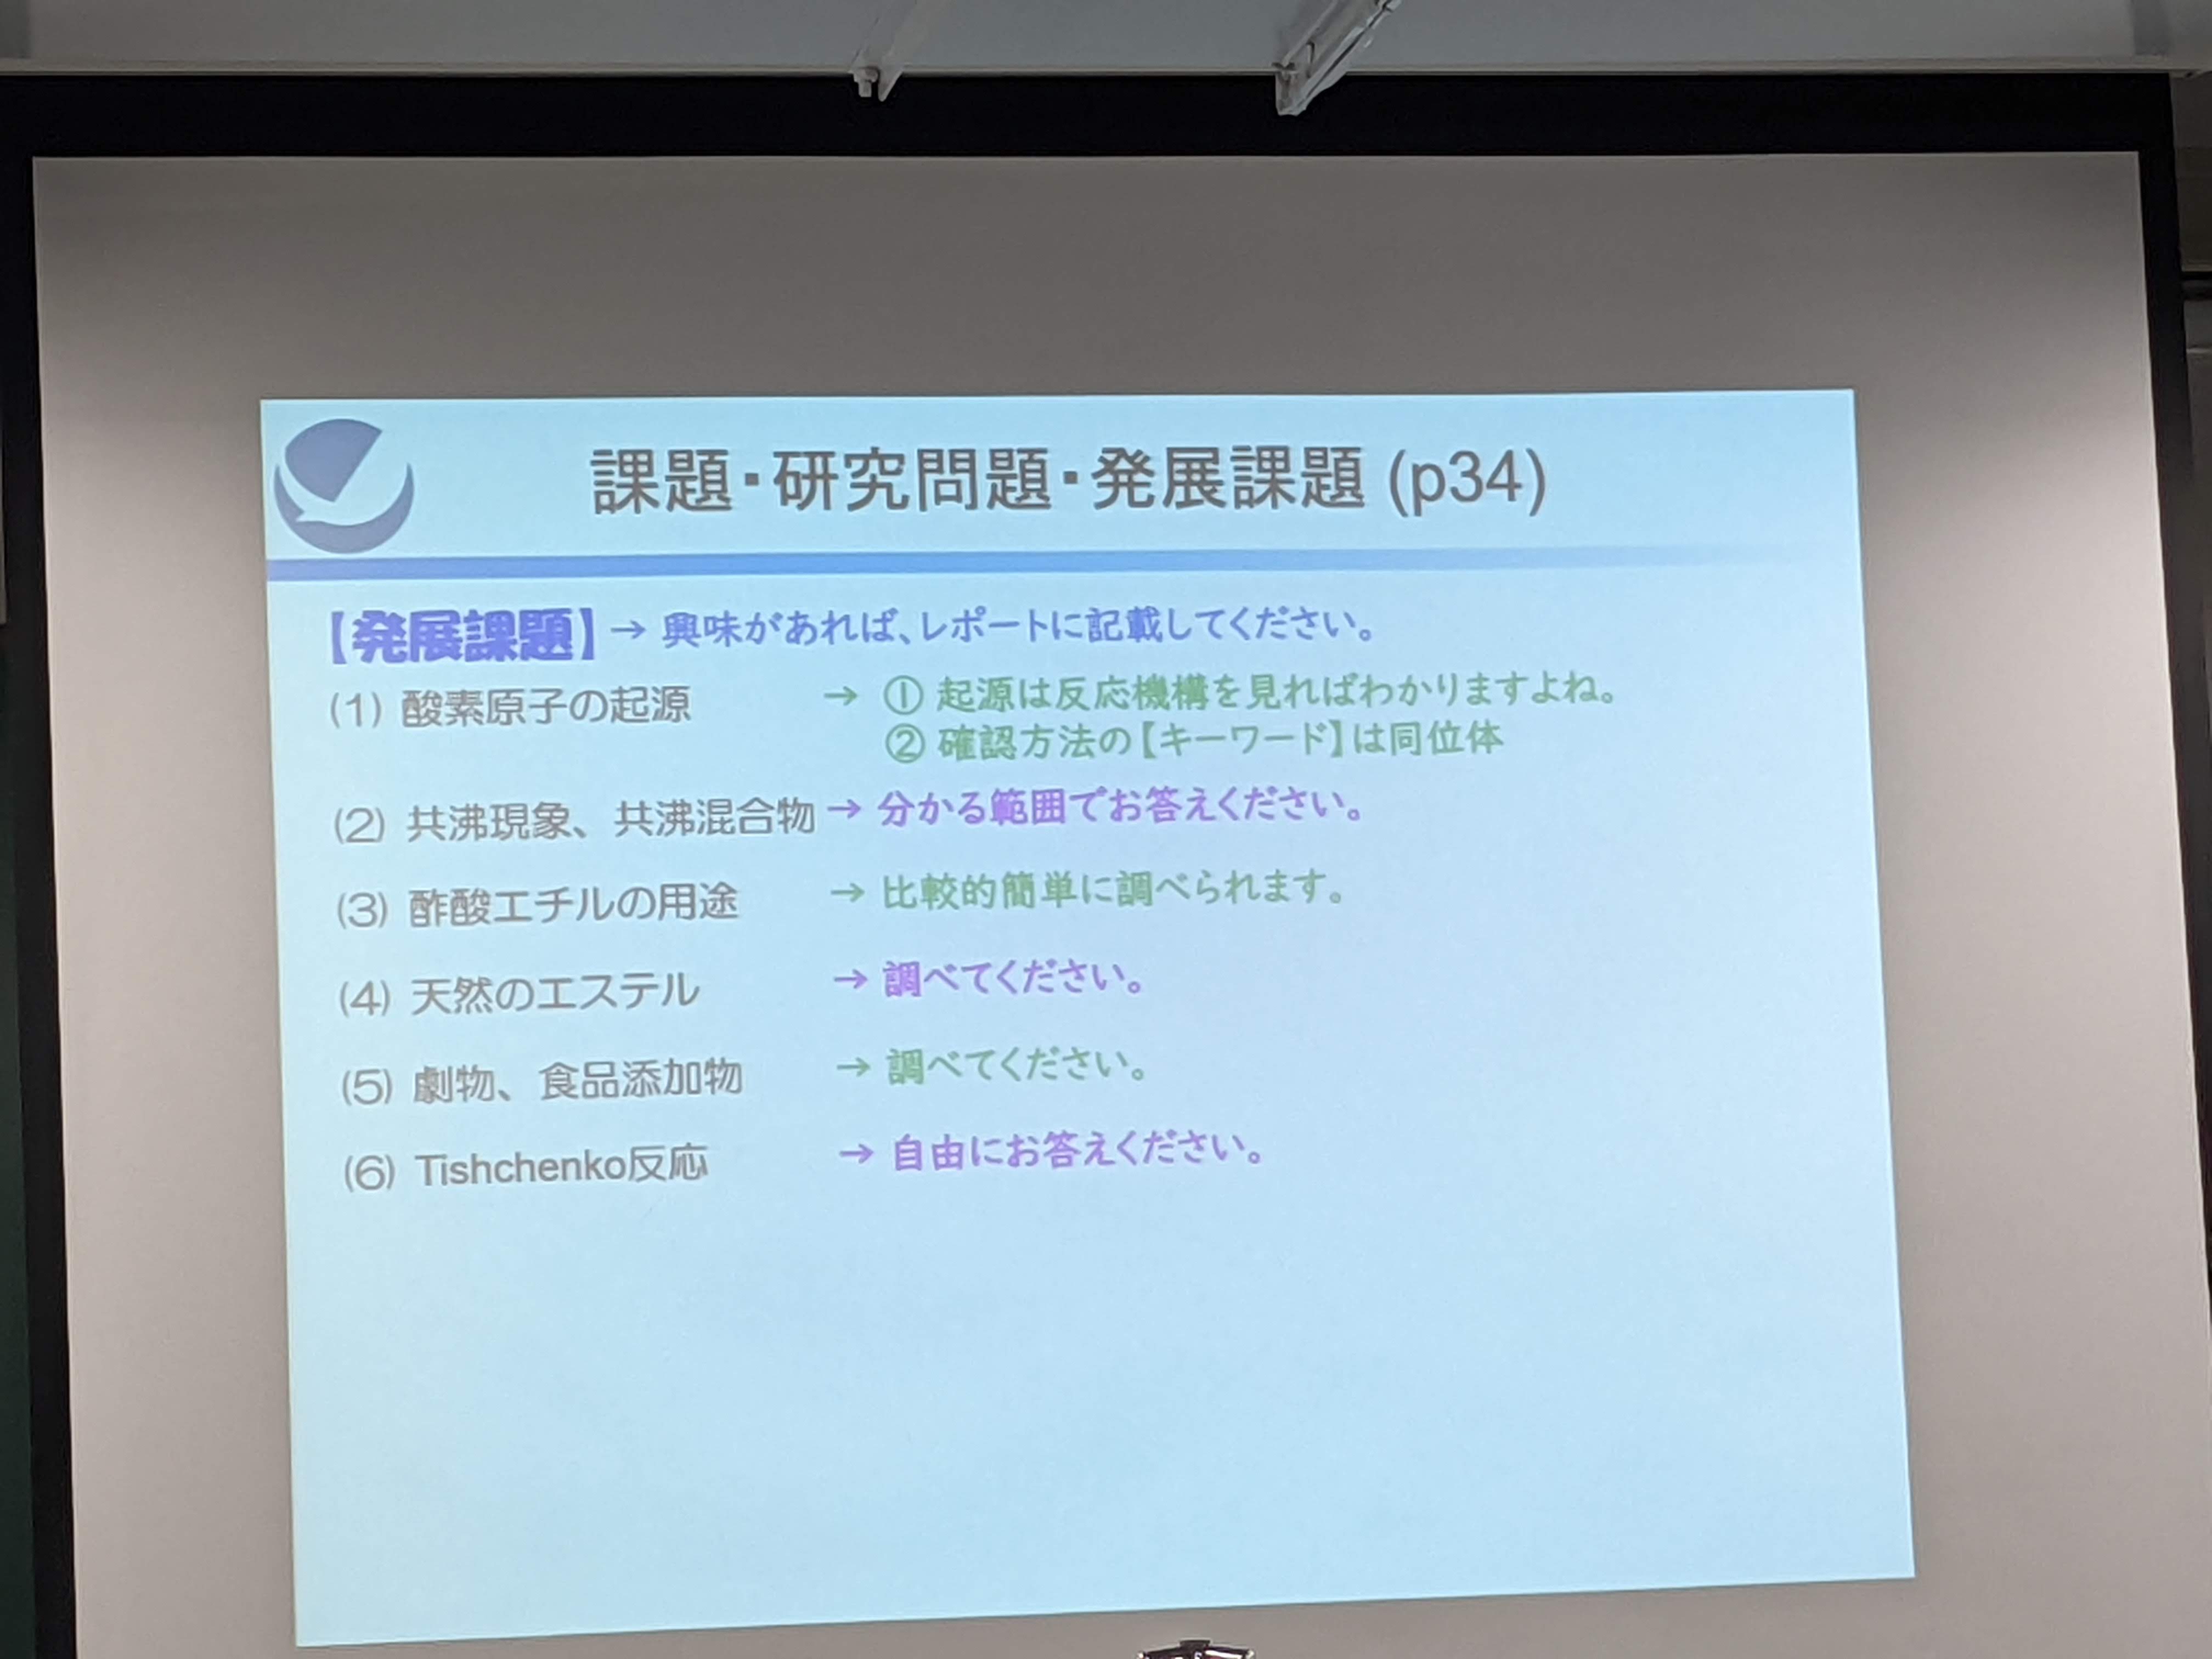 課題・研究問題・発展課題 (p34)
【発展課題】→ 興味があれば、レポートに記載してください。
(1) 酸素原子の起源 → ① 起源は反応機構を見ればわかりますよね。
② 確認方法の【キーワード】は同位体
(2) 共沸現象、共沸混合物 → 分かる範囲でお答えください。
(3) 酢酸エチルの用途 → 比較的簡単に調べられます。
(4) 天然のエステル → 調べてください。
(5) 劇物、食品添加物 → 調べてください。
(6) Tishchenko反応 → 自由にお答えください。